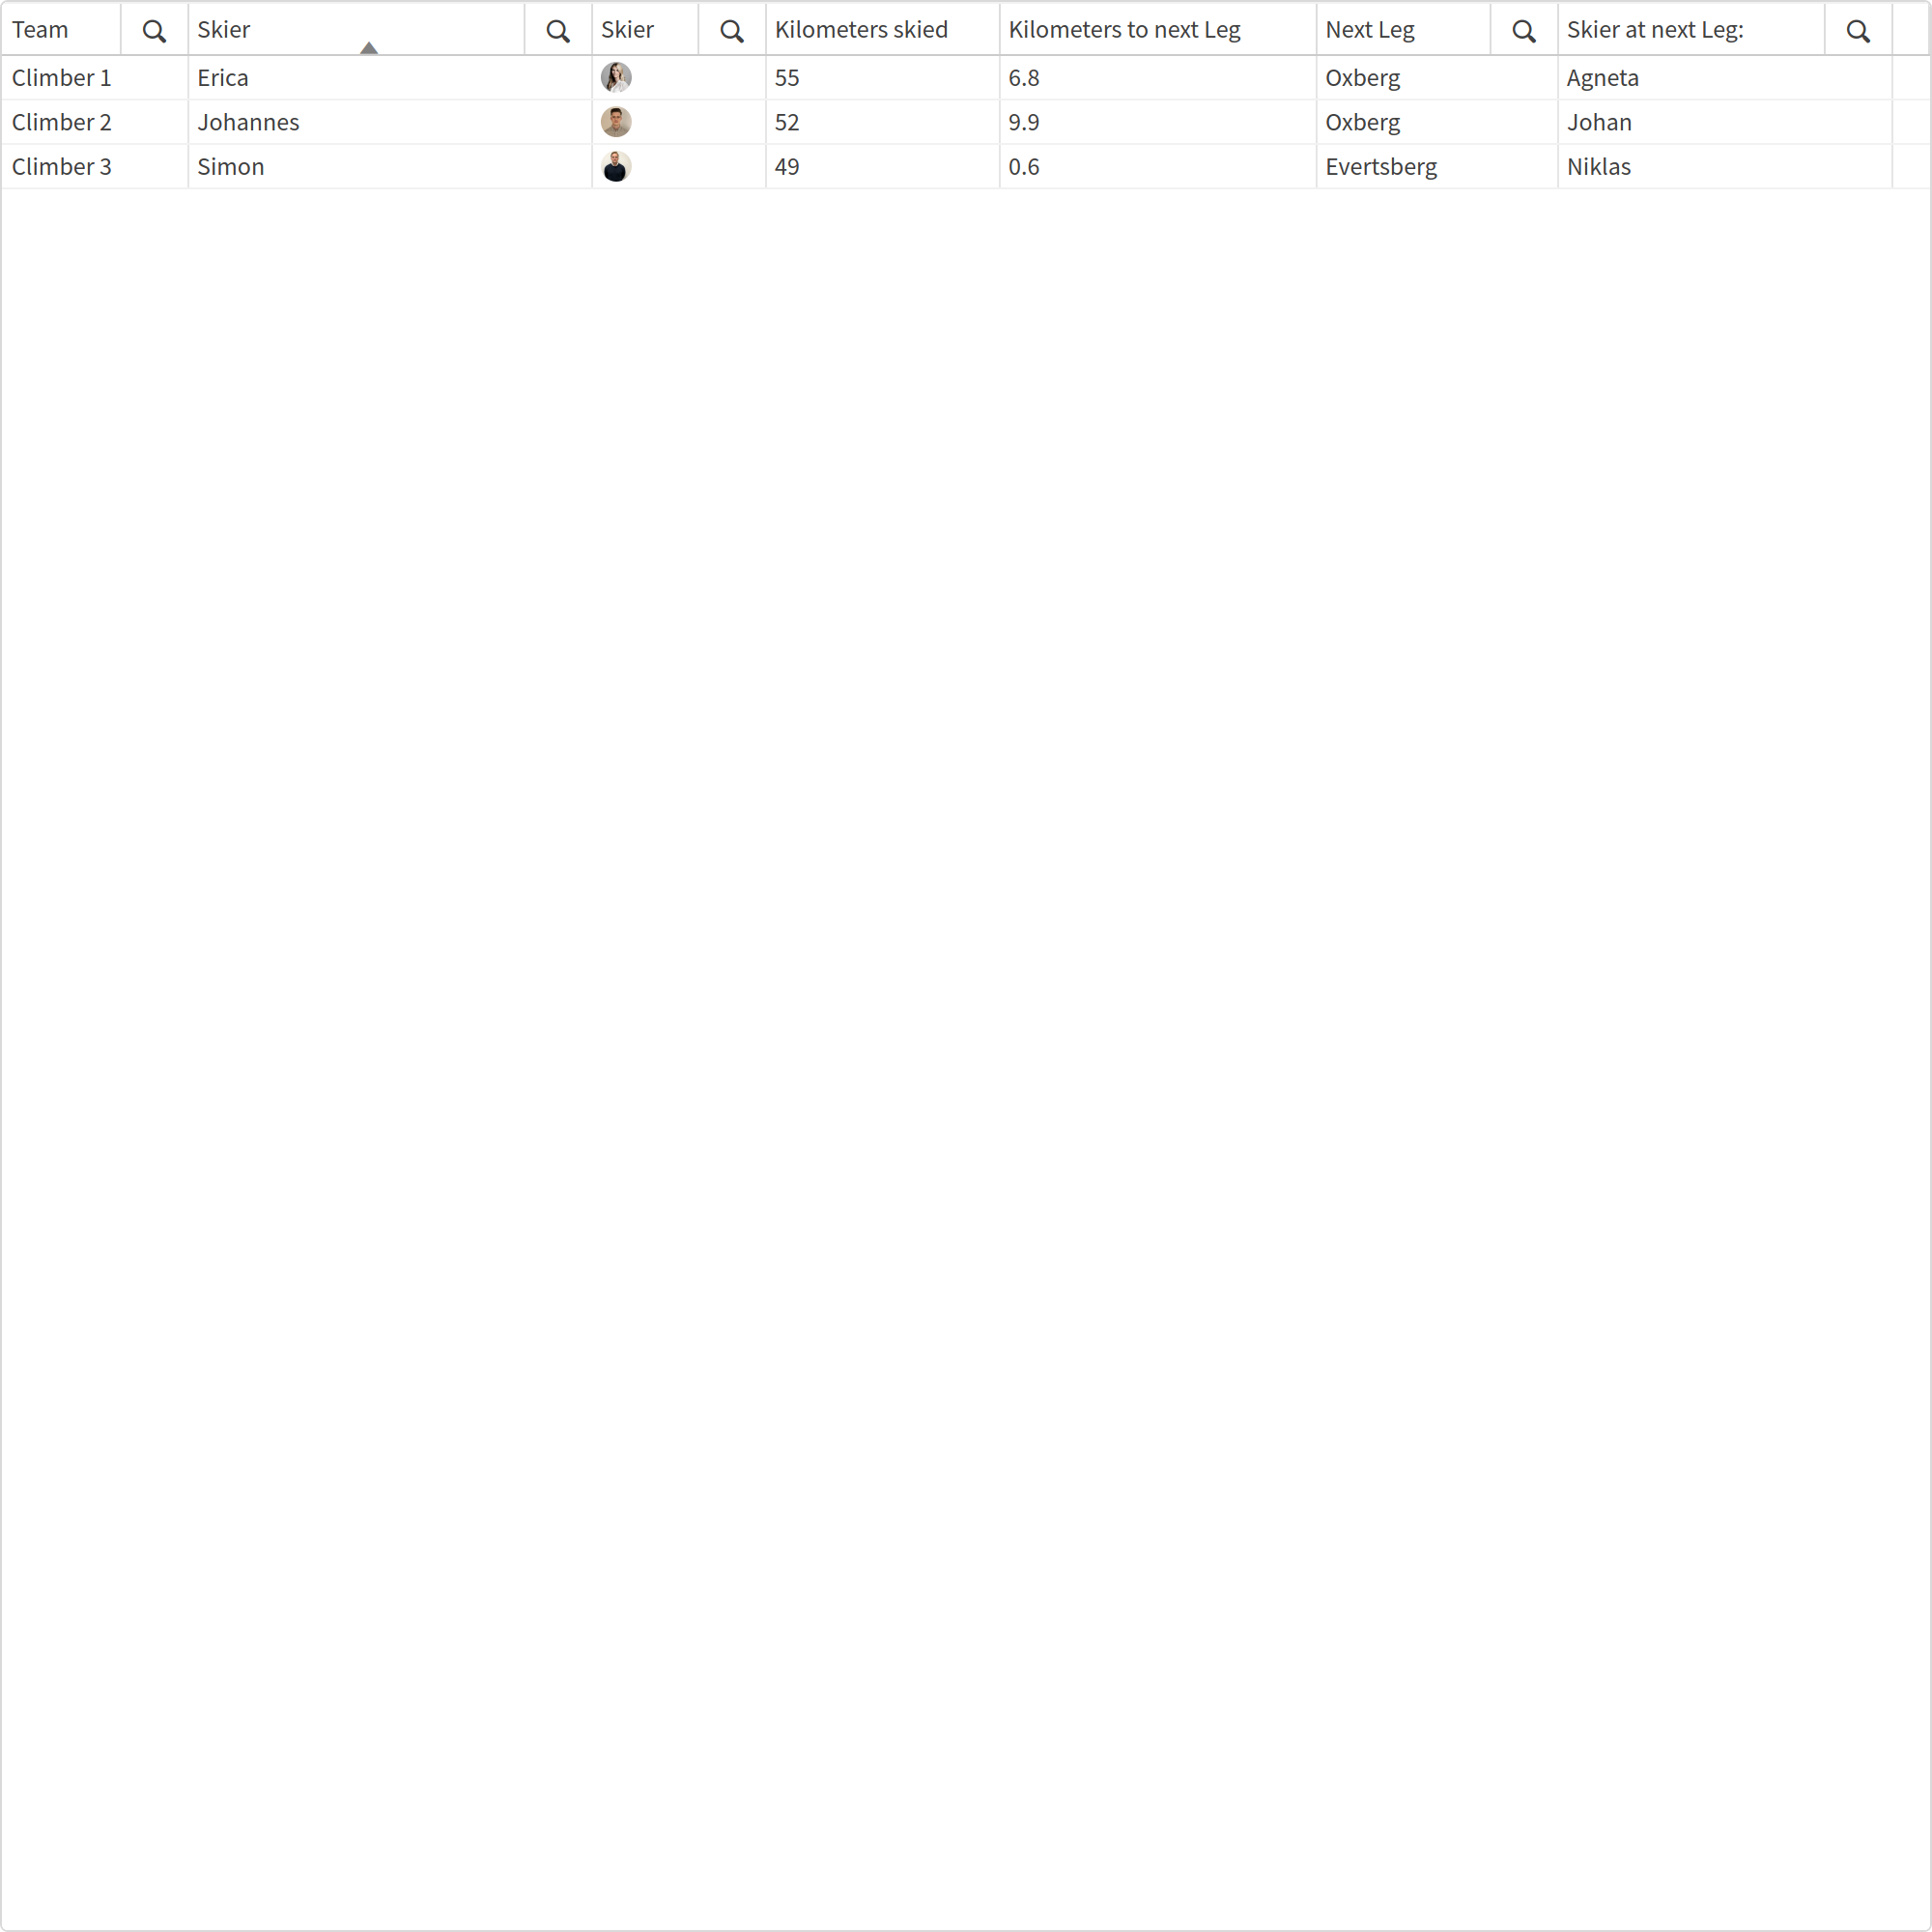 Team Skier Skier Kilometers skied Kilometers to next Leg Next Leg Skier at next Leg:
Climber 1 Erica 55 6.8 Oxberg Agneta
Climber 2 Johannes 52 9.9 Oxberg Johan
Climber 3 Simon 49 0.6 Evertsberg Niklas